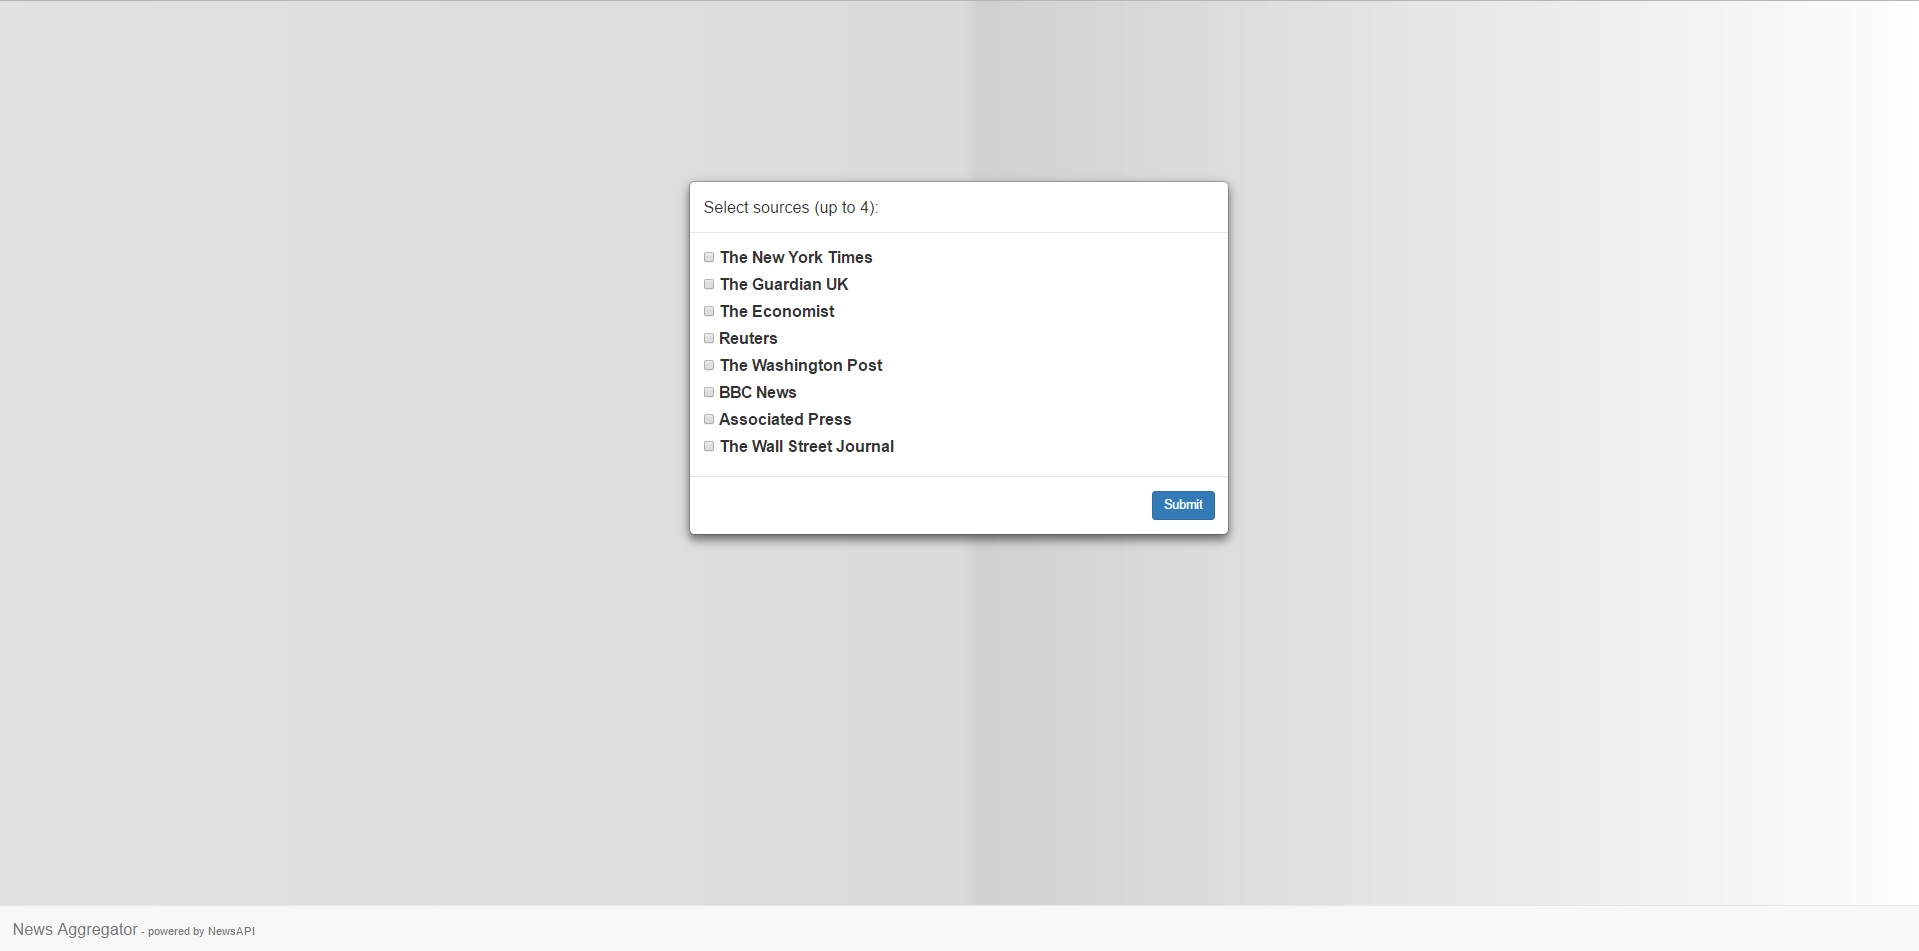 Select sources (up to 4):
The New York Times
The Guardian UK
The Economist
Reuters
The Washington Post
BBC News
Associated Press
The Wall Street Journal
Submit
News Aggregator - powered by NewsAPI